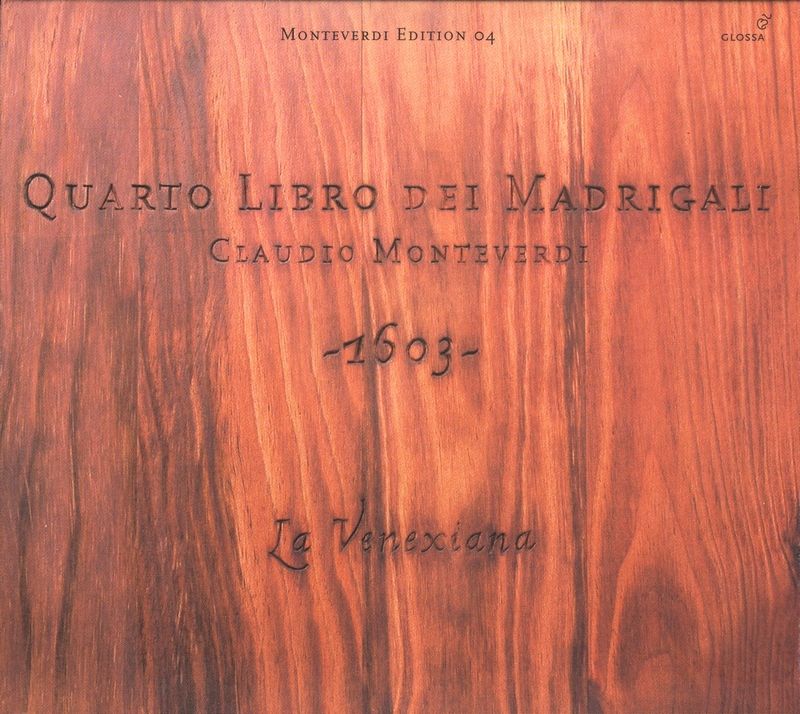 Monteverdi Edition 04
GLOSSA
Quarto Libro dei Madrigali
Claudio Monteverdi
-1603-
La Venexiana